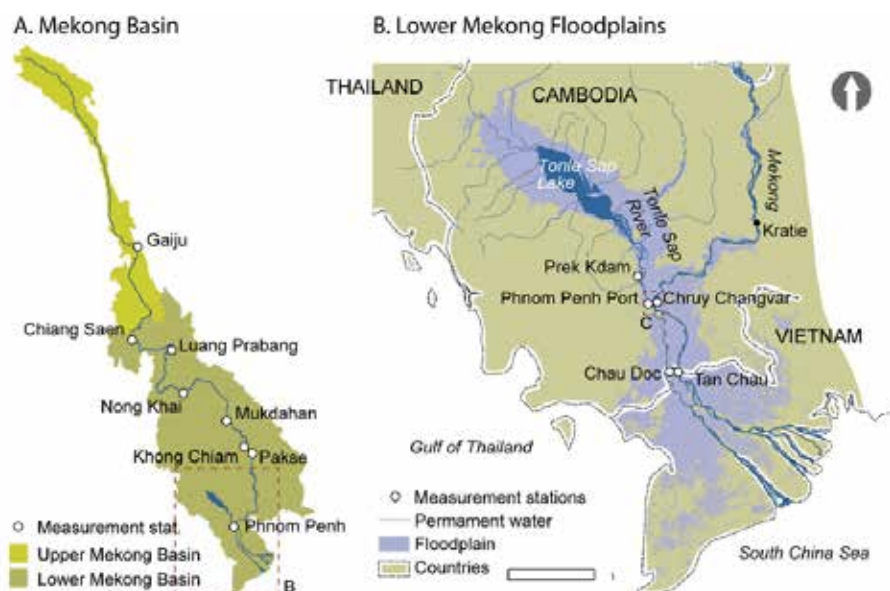 A. Mekong Basin
Gaiju
Chiang Saen
Luang Prabang
Nong Khai
Mukdahan
Khong Chiam
Pakse
Phnom Penh
Measurement stat.
Upper Mekong Basin
Lower Mekong Basin
B
B. Lower Mekong Floodplains
THAILAND
CAMBODIA
Tonle Sap
Lake
Tonle Sap
River
Mekong
Kratie
Prek Kdam
Phnom Penh Port
Chruy Changvar
C
VIETNAM
Chau Doc
Tan Chau
Gulf of Thailand
Measurement stations
Permament water
Floodplain
Countries
South China Sea